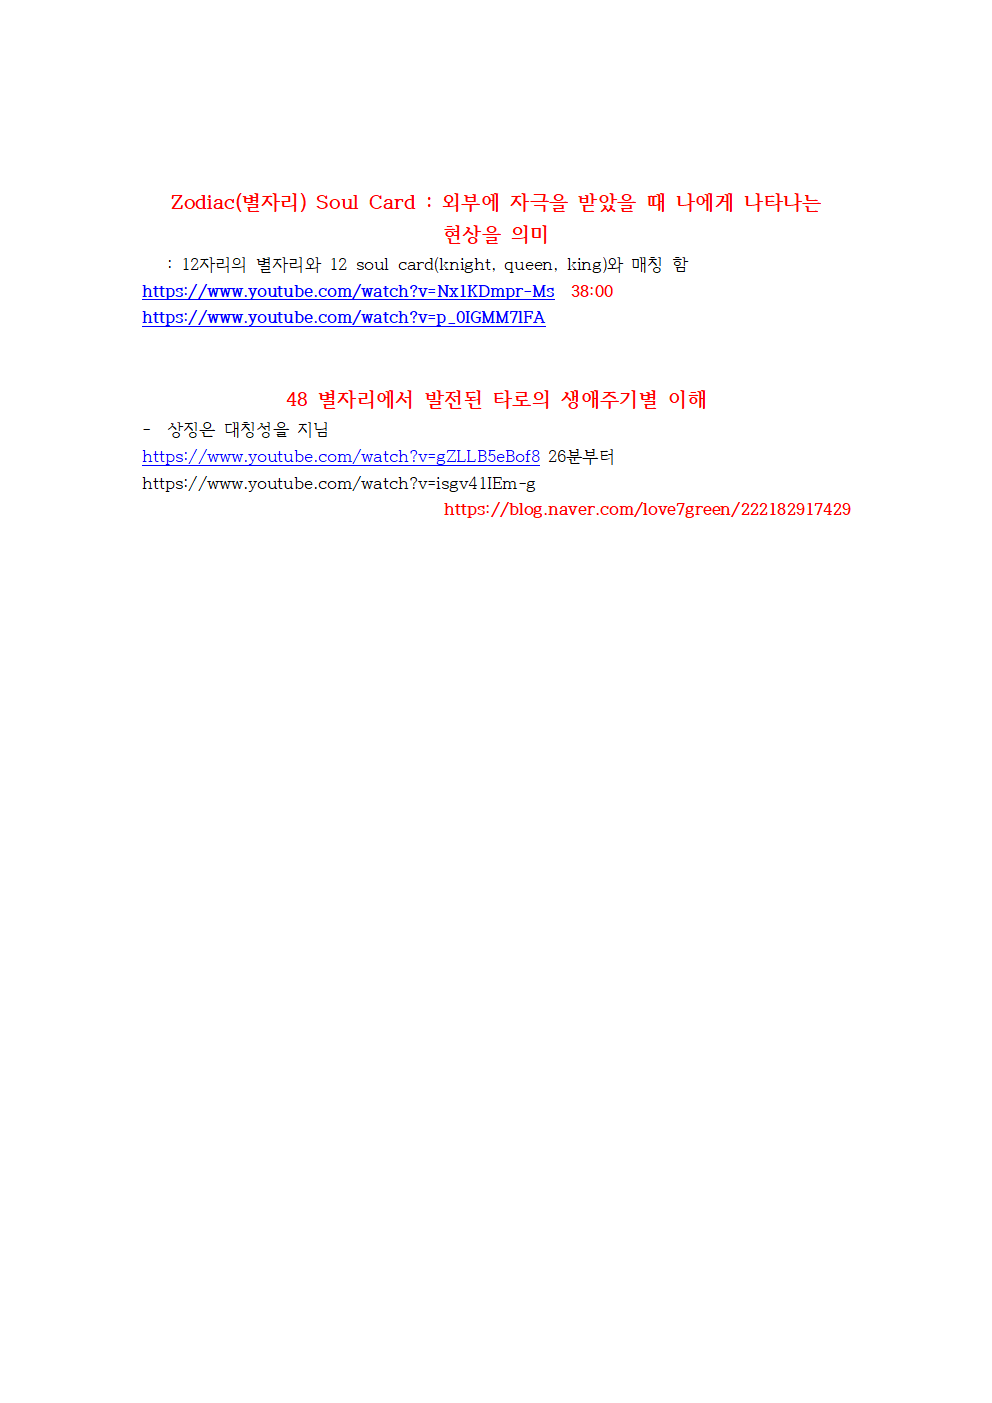 Zodiac(별자리) Soul Card : 외부에 자극을 받았을 때 나에게 나타나는
현상을 의미
: 12자리의 별자리와 12 soul card(knight, queen, king)와 매칭 함
https://www.youtube.com/watch?v=Nx1KDmpr-Ms 38:00
https://www.youtube.com/watch?v=p_0IGMM7lFA
48 별자리에서 발전된 타로의 생애주기별 이해
- 상징은 대칭성을 지님
https://www.youtube.com/watch?v=gZLLB5eBof8 26분부터
https://www.youtube.com/watch?v=isgv41IEm-g
https://blog.naver.com/love7green/222182917429